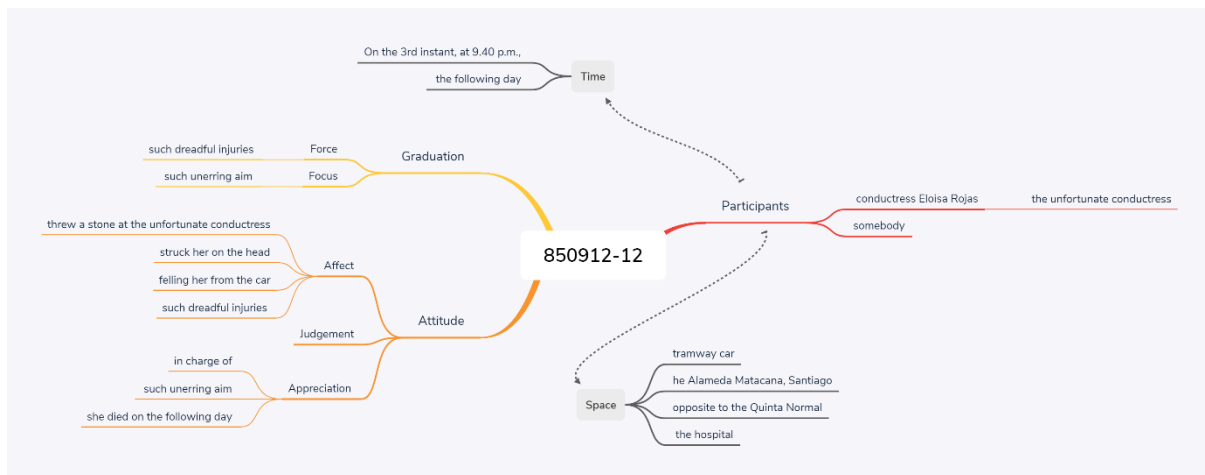 On the 3rd instant, at 9.40 p.m.,
the following day
Time
Graduation
Force
such dreadful injuries
Focus
such unerring aim
850912-12
Participants
conductress Eloisa Rojas
the unfortunate conductress
somebody
Attitude
Affect
threw a stone at the unfortunate conductress
struck her on the head
felling her from the car
such dreadful injuries
Judgement
Appreciation
in charge of
such unerring aim
she died on the following day
Space
tramway car
he Alameda Matacana, Santiago
opposite to the Quinta Normal
the hospital